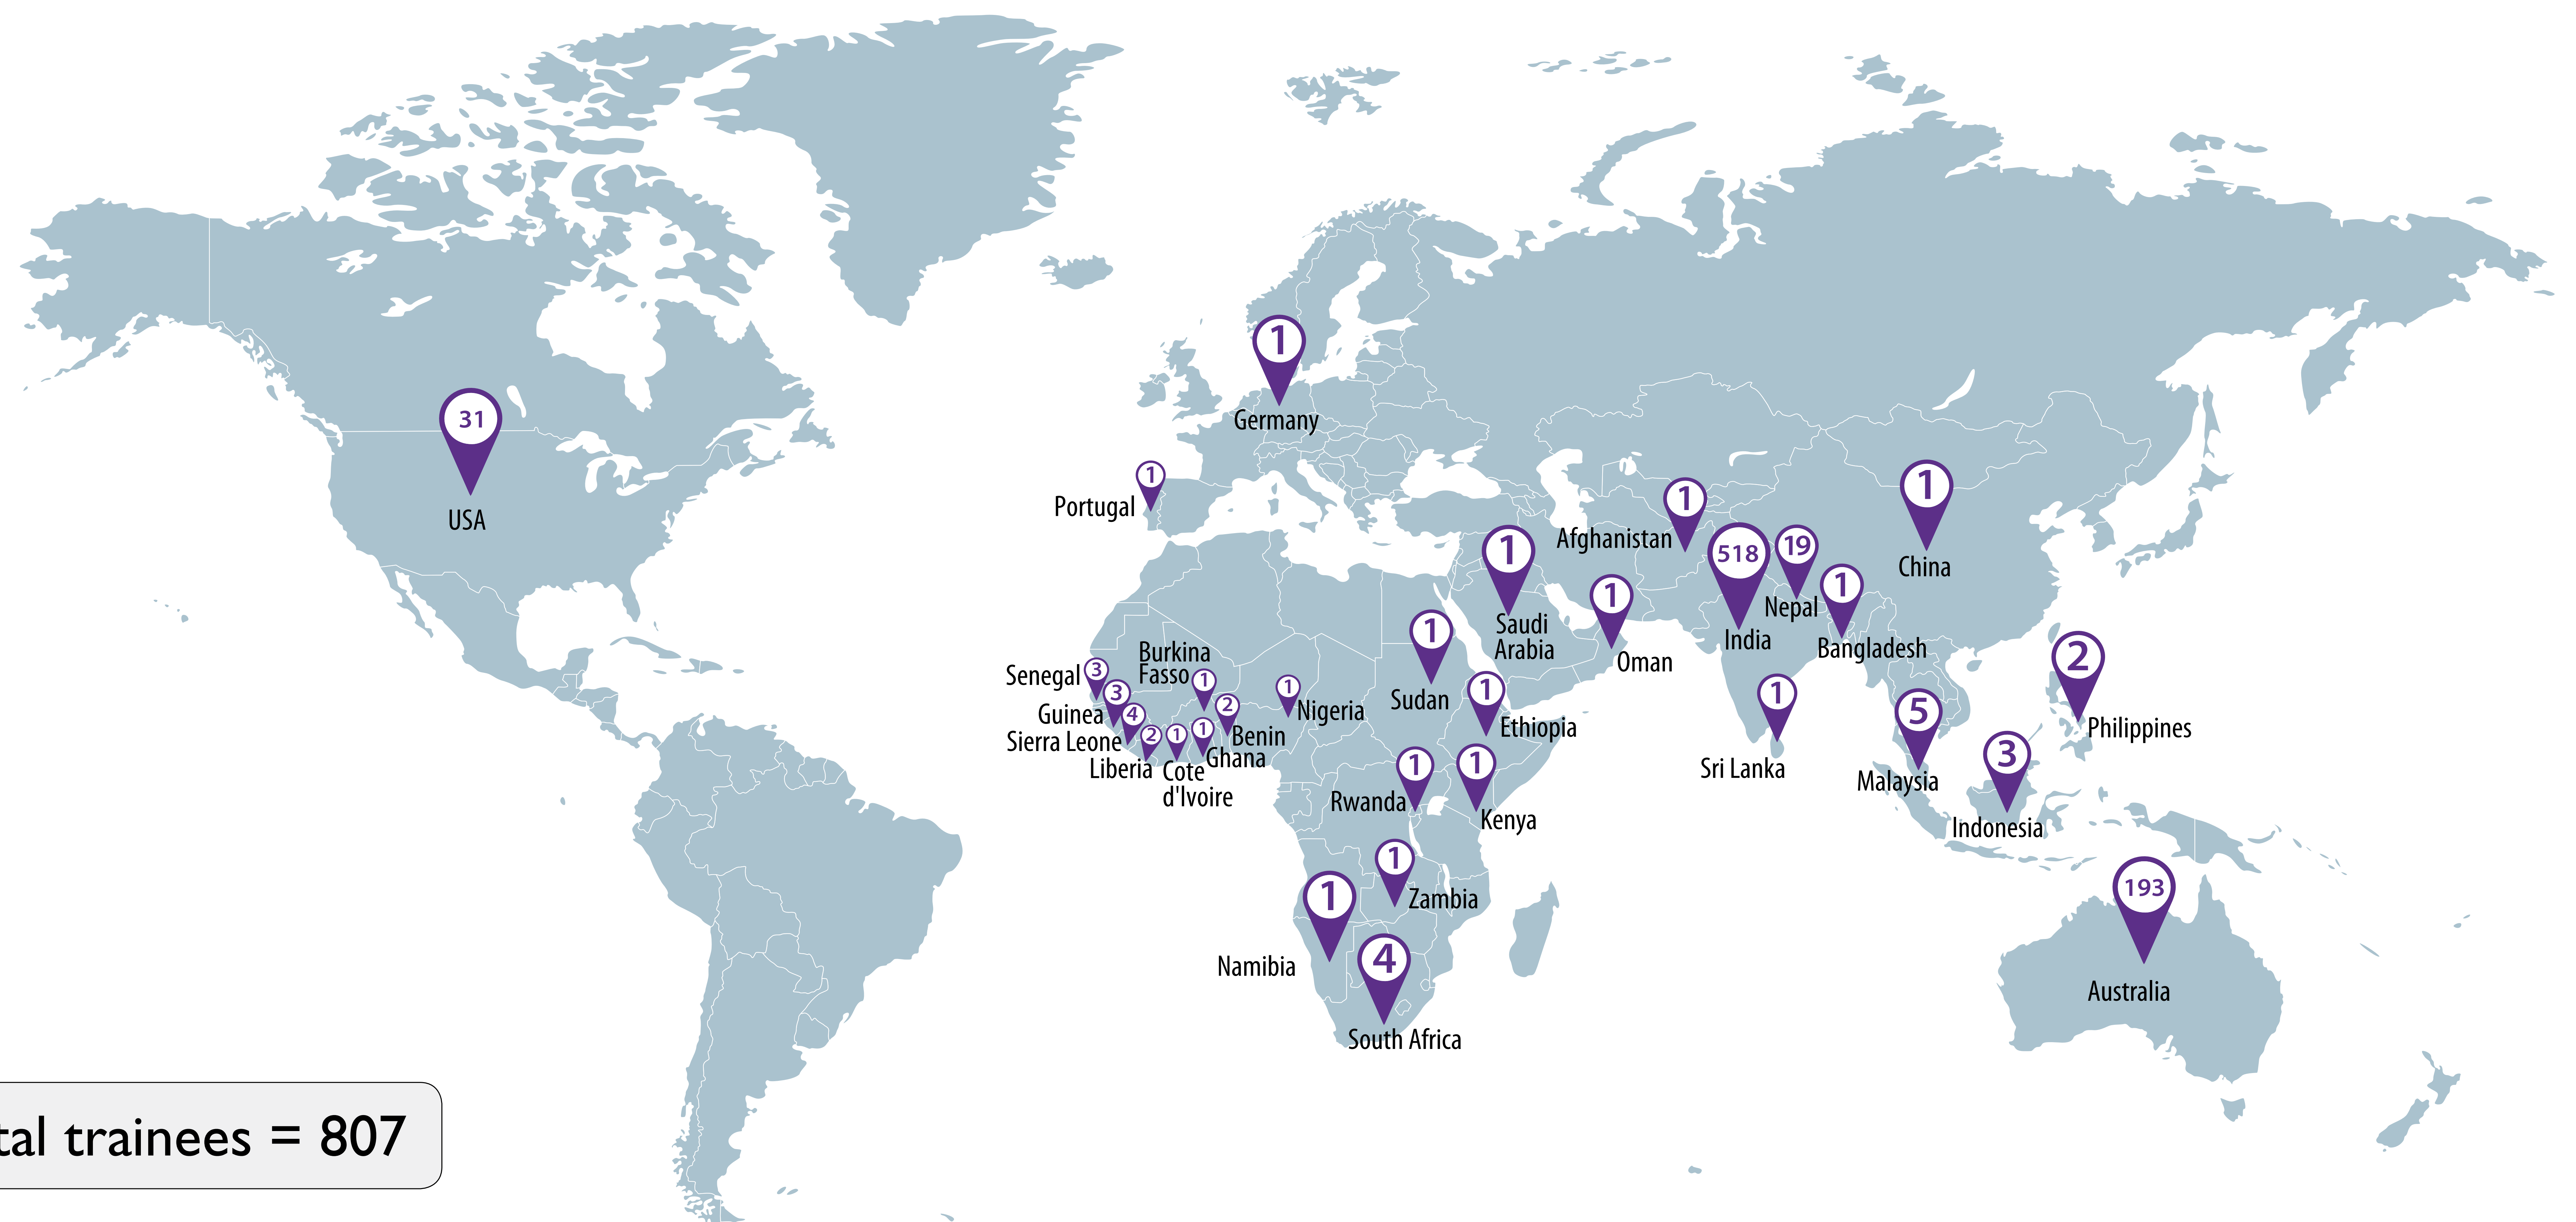 1
Germany
31
USA
1
Portugal
1
Afghanistan
518
India
19
Nepal
1
Bangladesh
1
China
1
Saudi
Arabia
1
Oman
1
Sudan
1
Ethiopia
3
Senegal
3
Guinea
4
Sierra Leone
2
Liberia
1
Cote
d'Ivoire
1
Ghana
2
Benin
Burkina
Fasso
1
1
Nigeria
1
Rwanda
1
Kenya
1
Zambia
1
Namibia
4
South Africa
1
Sri Lanka
5
Malaysia
3
Indonesia
2
Philippines
193
Australia
tal trainees = 807